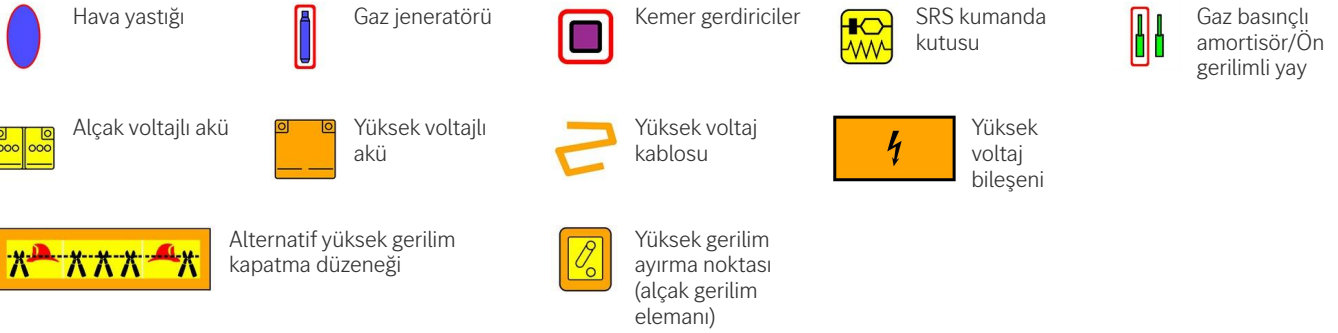 Hava yastığı
Gaz jeneratörü
Kemer gerdiriciler
SRS kumanda
kutusu
Gaz basınçlı
amortisör/Ön
gerilimli yay
Alçak voltajlı akü
Yüksek voltajlı
akü
Yüksek voltaj
kablosu
Yüksek
voltaj
bileşeni
Alternatif yüksek gerilim
kapatma düzeneği
Yüksek gerilim
ayırma noktası
(alçak gerilim
elemanı)